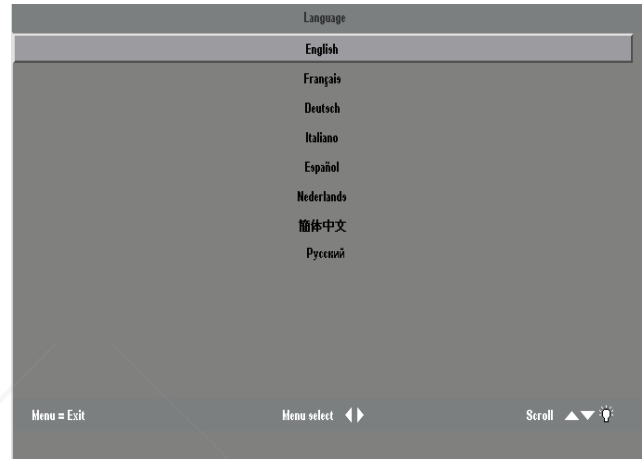 Language
English
Français
Deutsch
Italiano
Español
Nederlands
簡体中文
Русский
Menu = Exit Menu select Scroll